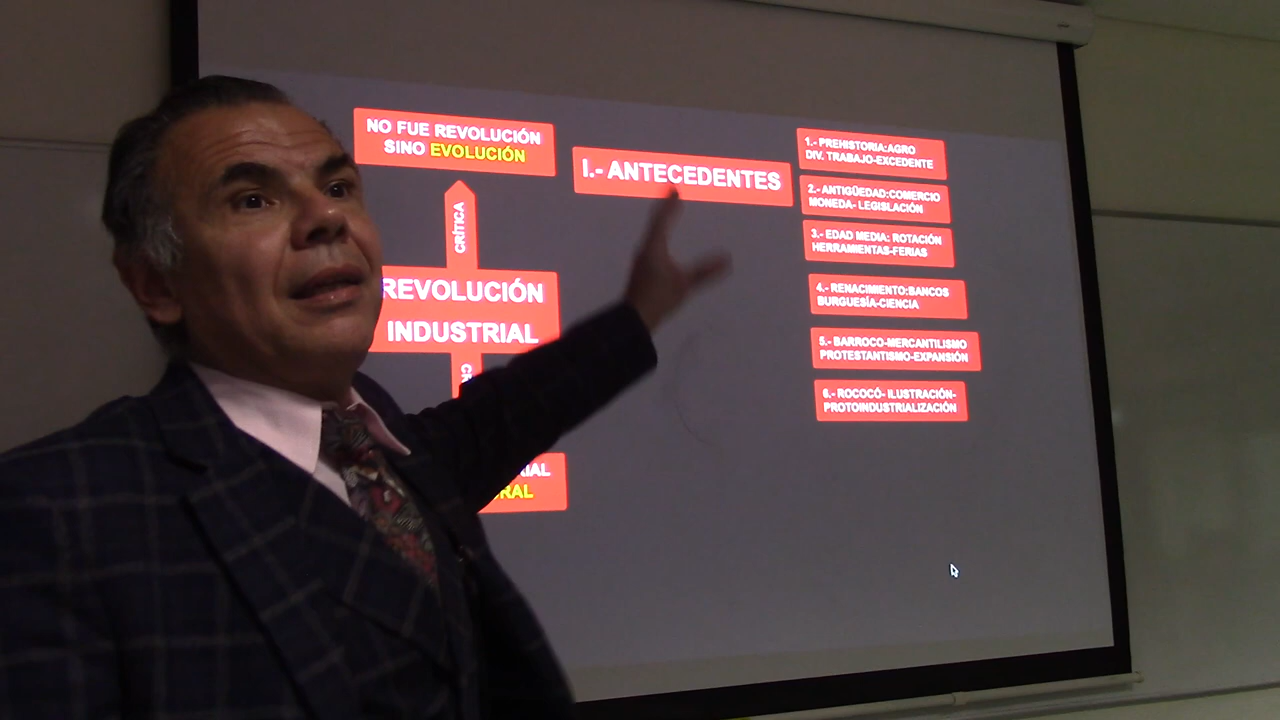 NO FUE REVOLUCIÓN
SINO EVOLUCIÓN
CRÍTICA
REVOLUCIÓN
INDUSTRIAL
I.- ANTECEDENTES
1.- PREHISTORIA:AGRO
DIV. TRABAJO-EXCEDENTE
2.- ANTIGÜEDAD:COMERCIO
MONEDA- LEGISLACIÓN
3.- EDAD MEDIA: ROTACIÓN
HERRAMIENTAS-FERIAS
4.- RENACIMIENTO:BANCOS
BURGUESÍA-CIENCIA
5.- BARROCO-MERCANTILISMO
PROTESTANTISMO-EXPANSIÓN
6.- ROCOCÓ- ILUSTRACIÓN-
PROTOINDUSTRIALIZACIÓN